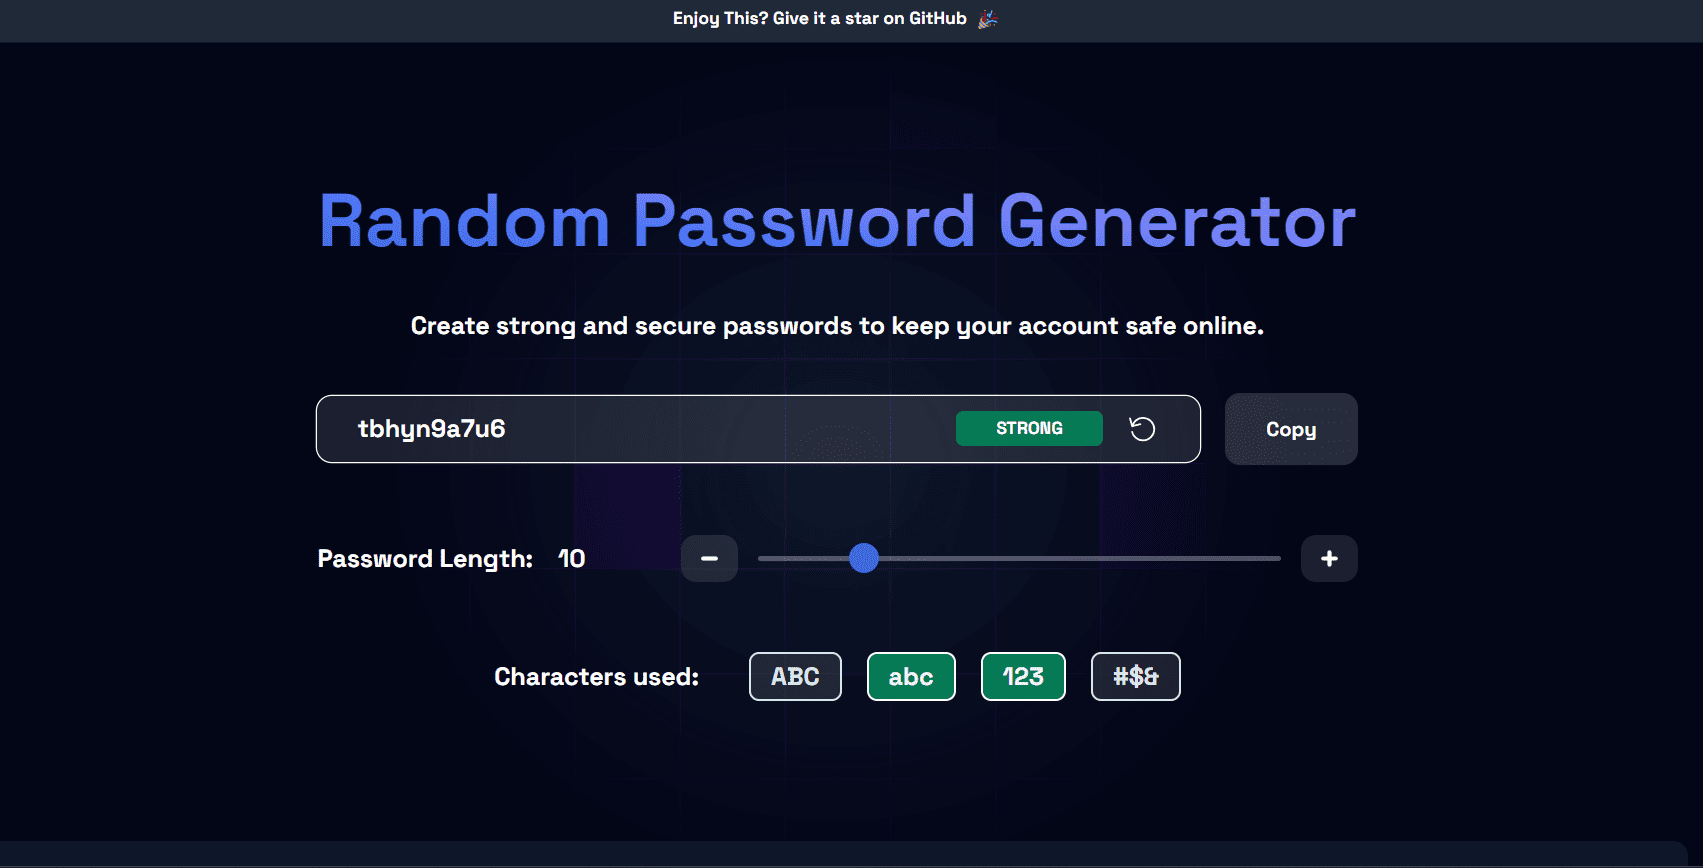 Enjoy This? Give it a star on GitHub 🎉
Random Password Generator
Create strong and secure passwords to keep your account safe online.
tbhyn9a7u6 STRONG Copy
Password Length: 10 − +
Characters used: ABC abc 123 #$&